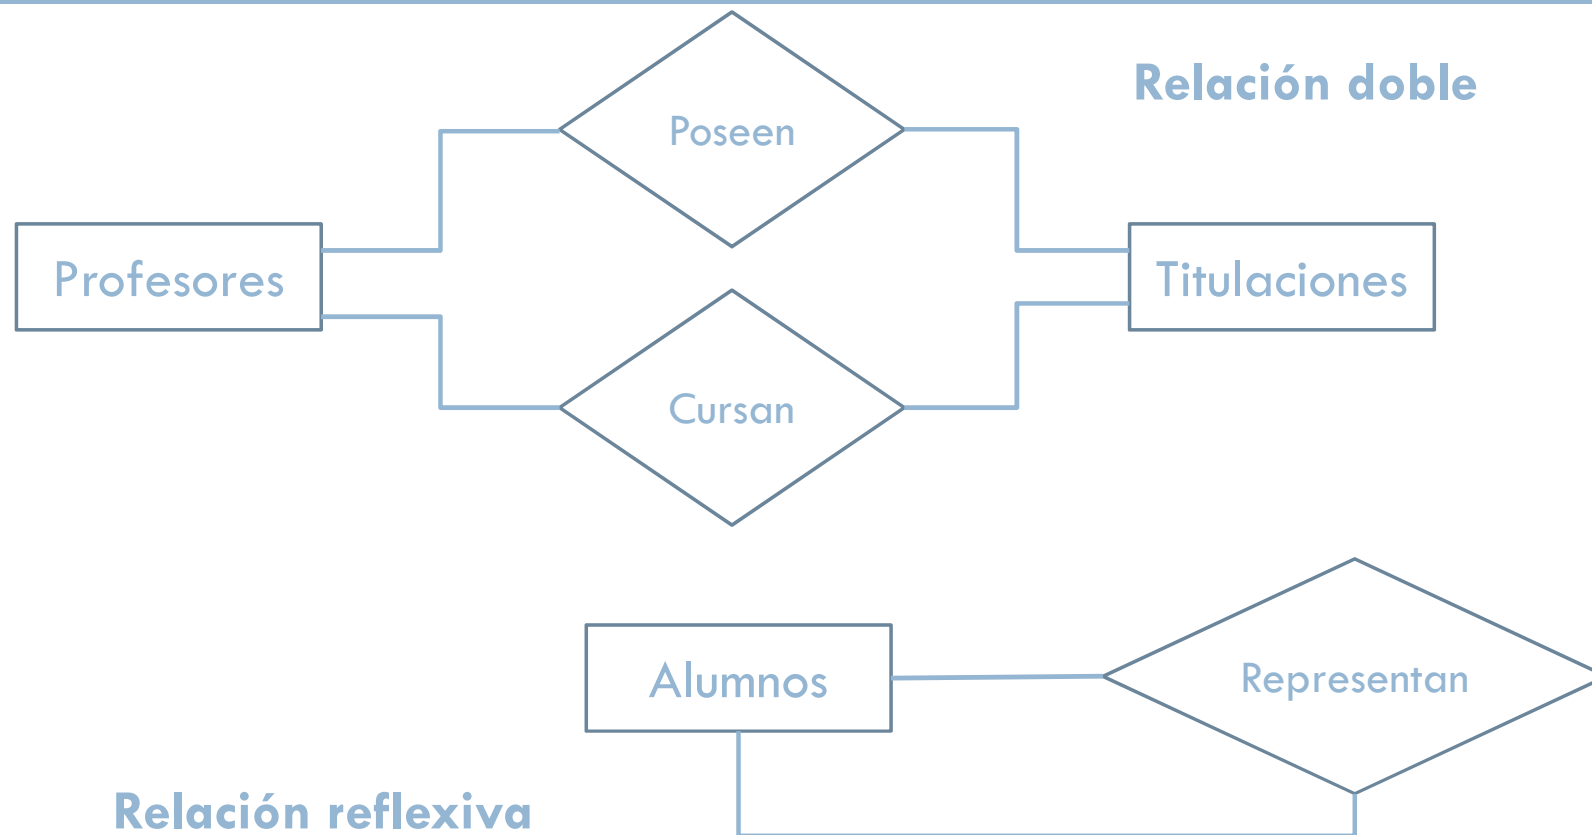 Relación doble
Poseen
Profesores
Titulaciones
Cursan
Alumnos
Representan
Relación reflexiva